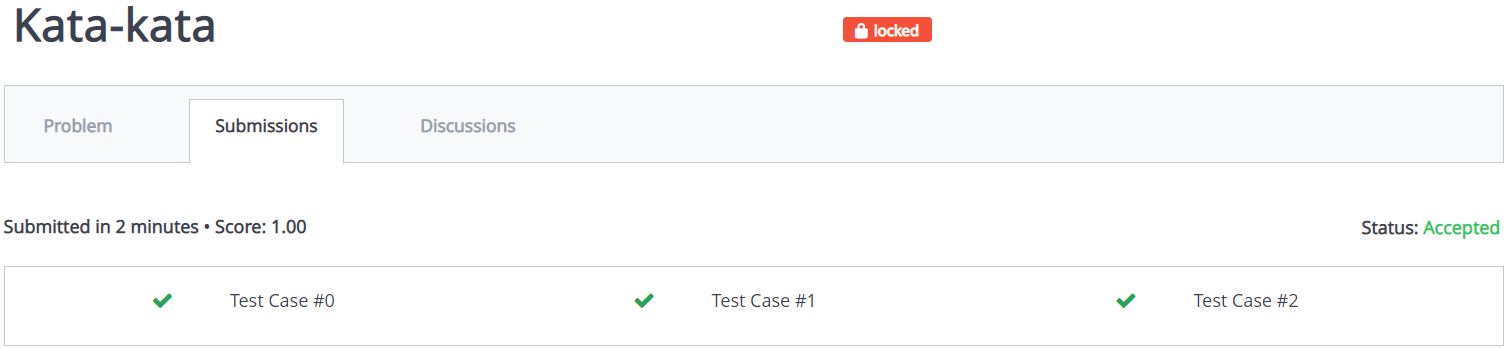 Kata-kata
locked
Problem
Submissions
Discussions
Submitted in 2 minutes • Score: 1.00
Status: Accepted
Test Case #0
Test Case #1
Test Case #2